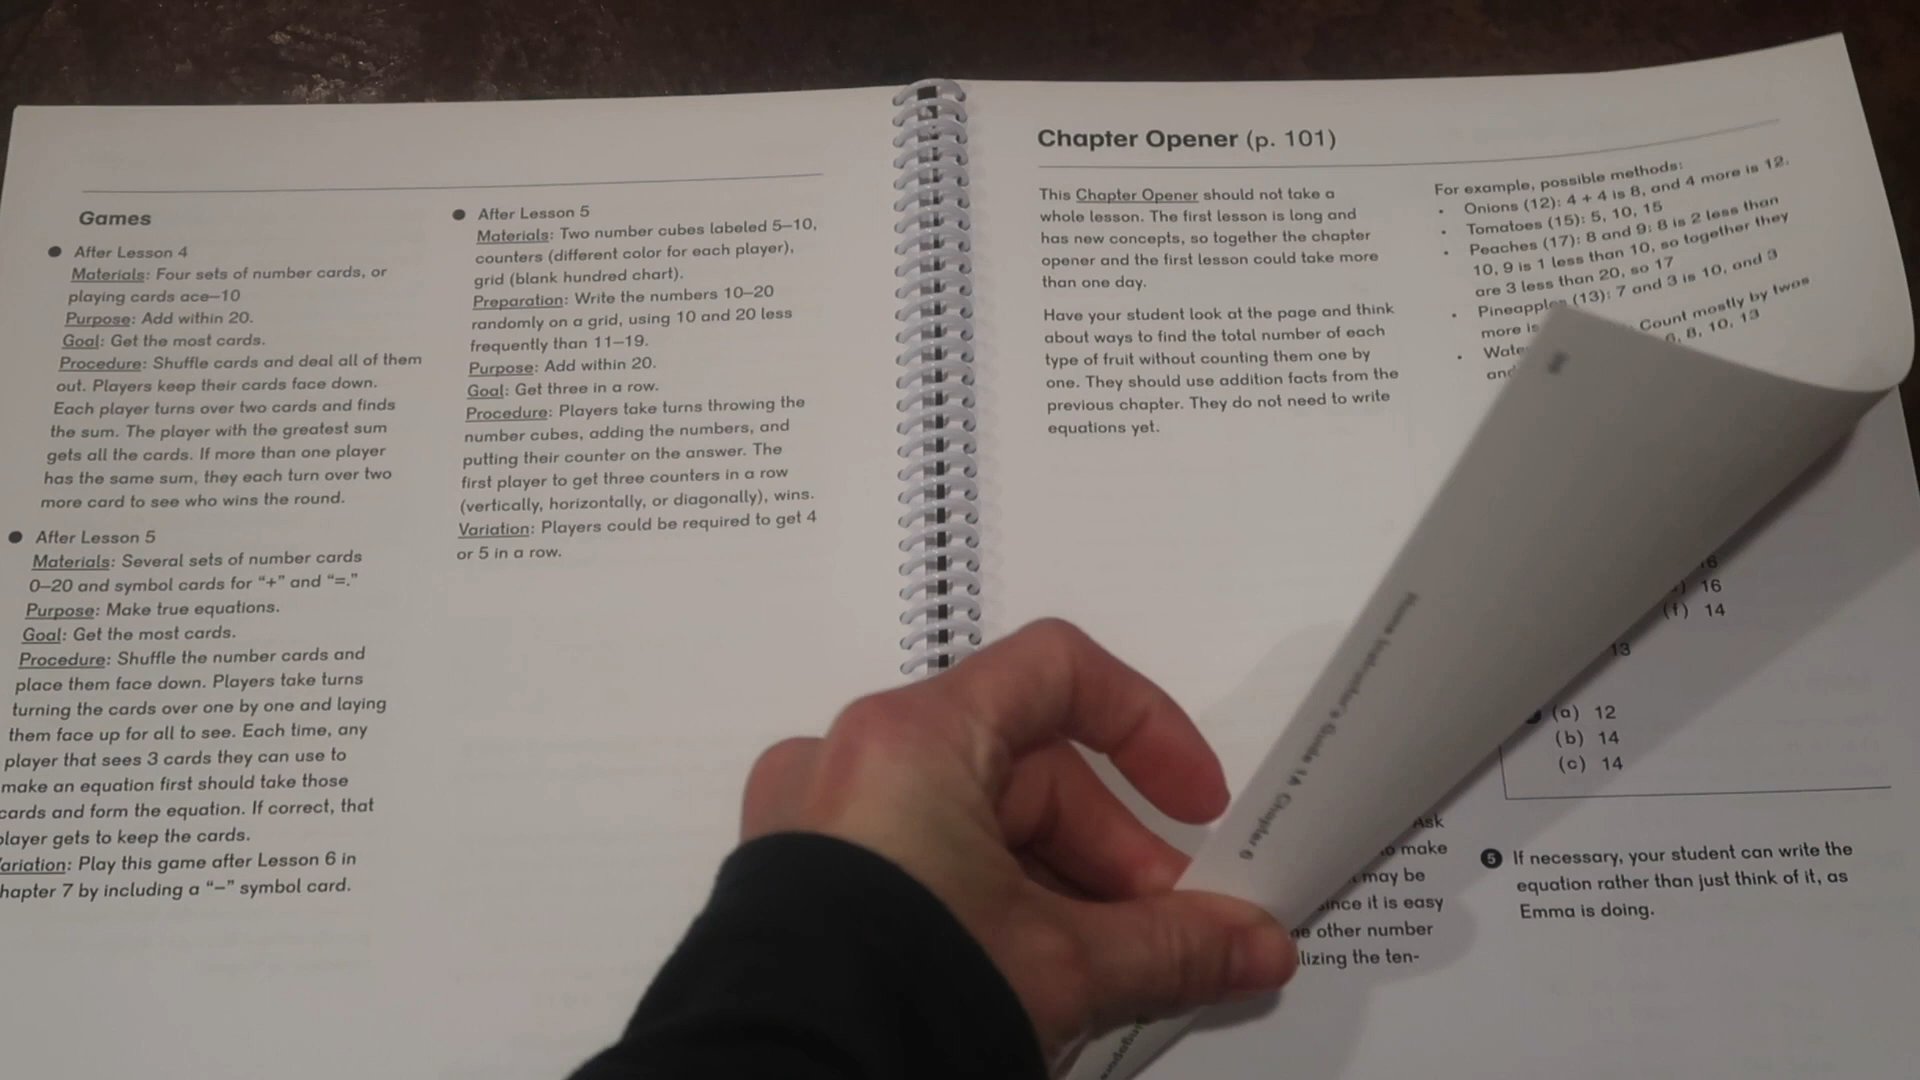 Games
After Lesson 4
Materials: Four sets of number cards, or
playing cards ace–10
Purpose: Add within 20.
Goal: Get the most cards.
Procedure: Shuffle cards and deal all of them
out. Players keep their cards face down.
Each player turns over two cards and finds
the sum. The player with the greatest sum
gets all the cards. If more than one player
has the same sum, they each turn over two
more card to see who wins the round.
After Lesson 5
Materials: Several sets of number cards
0–20 and symbol cards for “+” and “=.”
Purpose: Make true equations.
Goal: Get the most cards.
Procedure: Shuffle the number cards and
place them face down. Players take turns
turning the cards over one by one and laying
them face up for all to see. Each time, any
player that sees 3 cards they can use to
make an equation first should take those
cards and form the equation. If correct, that
player gets to keep the cards.
ariation: Play this game after Lesson 6 in
hapter 7 by including a “–” symbol card.
After Lesson 5
Materials: Two number cubes labeled 5–10,
counters (different color for each player),
grid (blank hundred chart).
Preparation: Write the numbers 10–20
randomly on a grid, using 10 and 20 less
frequently than 11–19.
Purpose: Add within 20.
Goal: Get three in a row.
Procedure: Players take turns throwing the
number cubes, adding the numbers, and
putting their counter on the answer. The
first player to get three counters in a row
(vertically, horizontally, or diagonally), wins.
Variation: Players could be required to get 4
or 5 in a row.
Chapter Opener (p. 101)
This Chapter Opener should not take a
whole lesson. The first lesson is long and
has new concepts, so together the chapter
opener and the first lesson could take more
than one day.
Have your student look at the page and think
about ways to find the total number of each
type of fruit without counting them one by
one. They should use addition facts from the
previous chapter. They do not need to write
equations yet.
For example, possible methods:
• Onions (12): 4 + 4 is 8, and 4 more is 12.
• Tomatoes (15): 5, 10, 15
• Peaches (17): 8 and 9: 8 is 2 less than
10, 9 is 1 less than 10, so together they
are 3 less than 20, so 17
• Pineapples (13): 7 and 3 is 10, and 3
more is
• Wate Count mostly by twos
and 8, 10, 13
Home Instructor's Guide 1A Chapter 6
16
(f) 14
13
(a) 12
(b) 14
(c) 14
Ask
make
may be
since it is easy
other number
lizing the ten-
5 If necessary, your student can write the
equation rather than just think of it, as
Emma is doing.